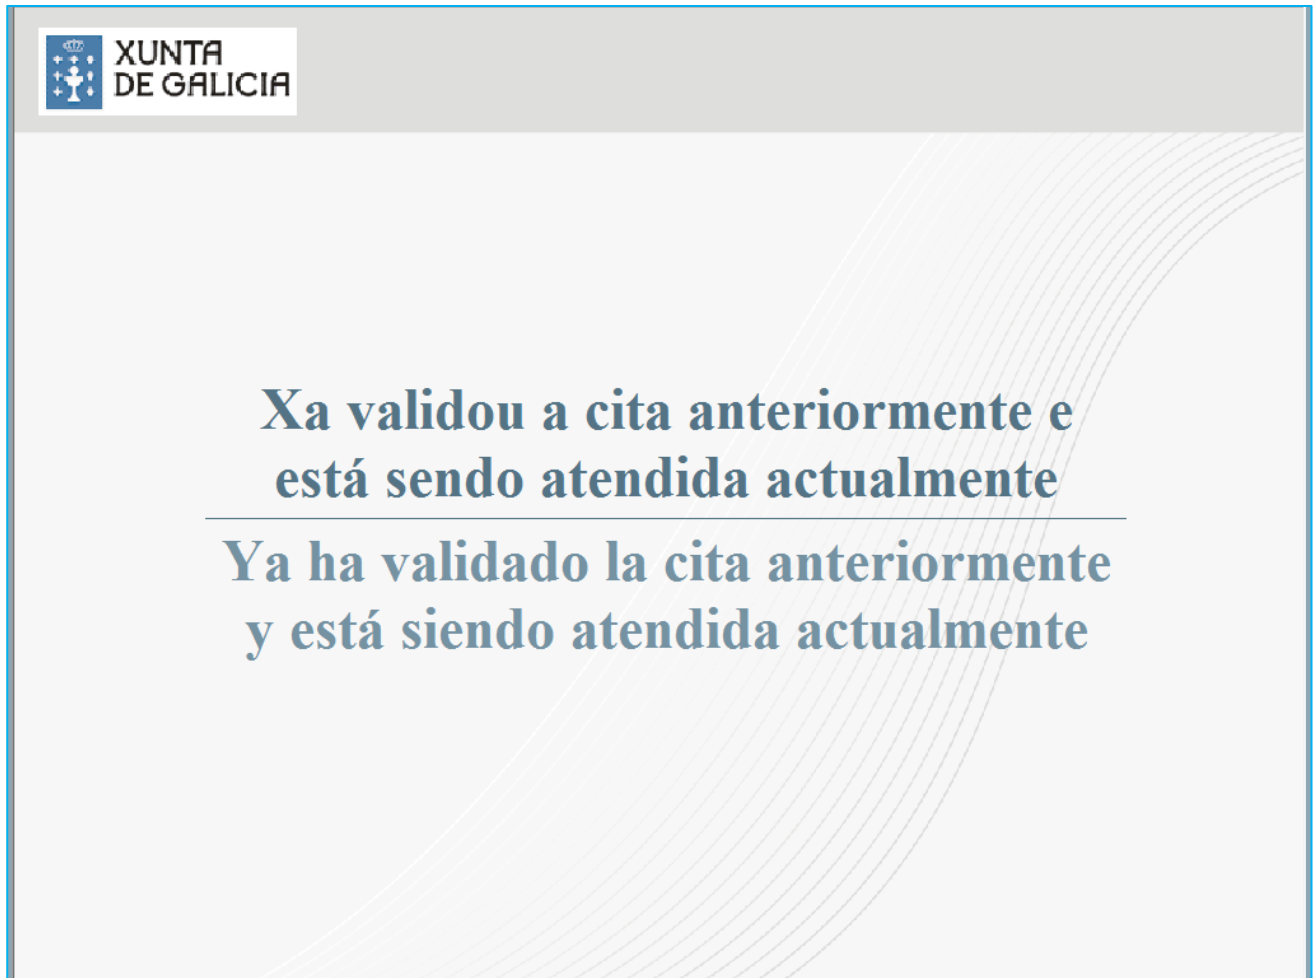 XUNTA
DE GALICIA
Xa validou a cita anteriormente e
está sendo atendida actualmente
Ya ha validado la cita anteriormente
y está siendo atendida actualmente